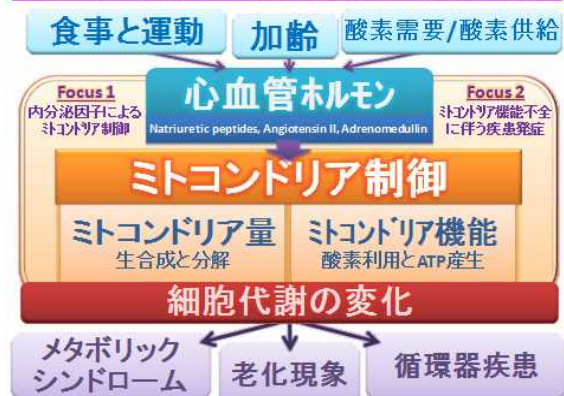 食事と運動
加齢
酸素需要/酸素供給
Focus 1
内分泌因子による
ミトコンドリア制御
心血管ホルモン
Natriuretic peptides, Angiotensin II, Adrenomedullin
Focus 2
ミトコンドリア機能不全
に伴う疾患発症
ミトコンドリア制御
ミトコンドリア量
生合成と分解
ミトコンドリア機能
酸素利用とATP産生
細胞代謝の変化
メタボリック
シンドローム
老化現象
循環器疾患